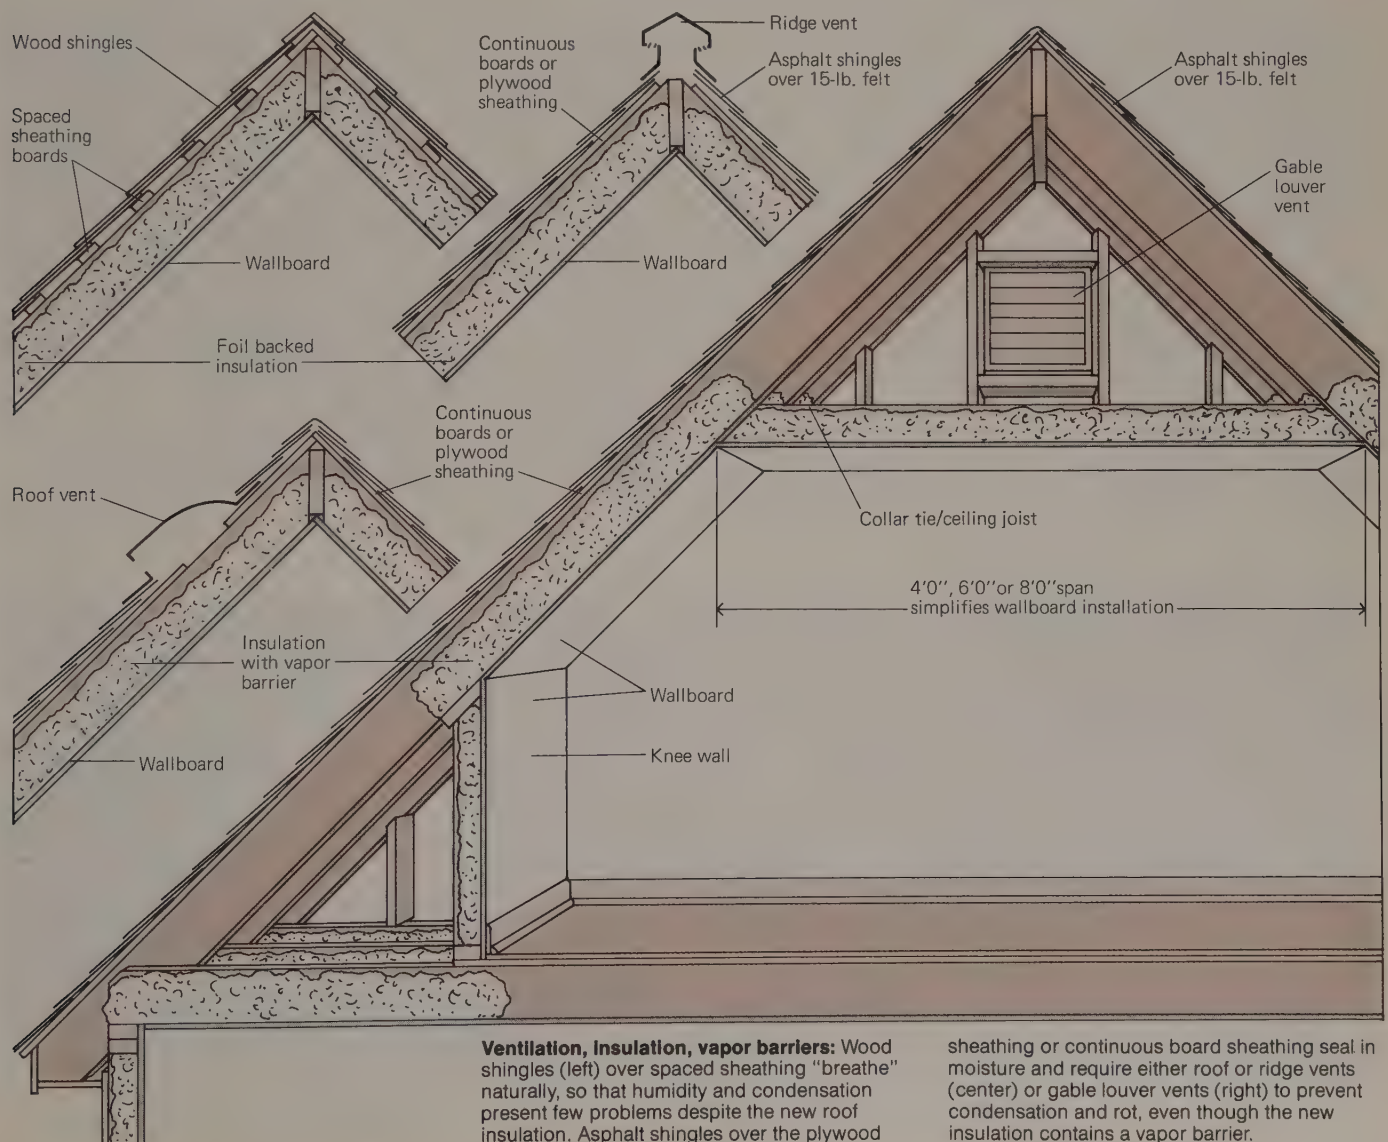 Wood shingles
Spaced
sheathing
boards
Wallboard
Foil backed
insulation
Continuous
boards or
plywood
sheathing
Ridge vent
Asphalt shingles
over 15-lb. felt
Wallboard
Asphalt shingles
over 15-lb. felt
Gable
louver
vent
Continuous
boards or
plywood
sheathing
Roof vent
Collar tie/ceiling joist
4'0'', 6'0'' or 8'0'' span
simplifies wallboard installation
Insulation
with vapor
barrier
Wallboard
Wallboard
Knee wall
Ventilation, insulation, vapor barriers: Wood
shingles (left) over spaced sheathing "breathe"
naturally, so that humidity and condensation
present few problems despite the new roof
insulation. Asphalt shingles over the plywood
sheathing or continuous board sheathing seal in
moisture and require either roof or ridge vents
(center) or gable louver vents (right) to prevent
condensation and rot, even though the new
insulation contains a vapor barrier.